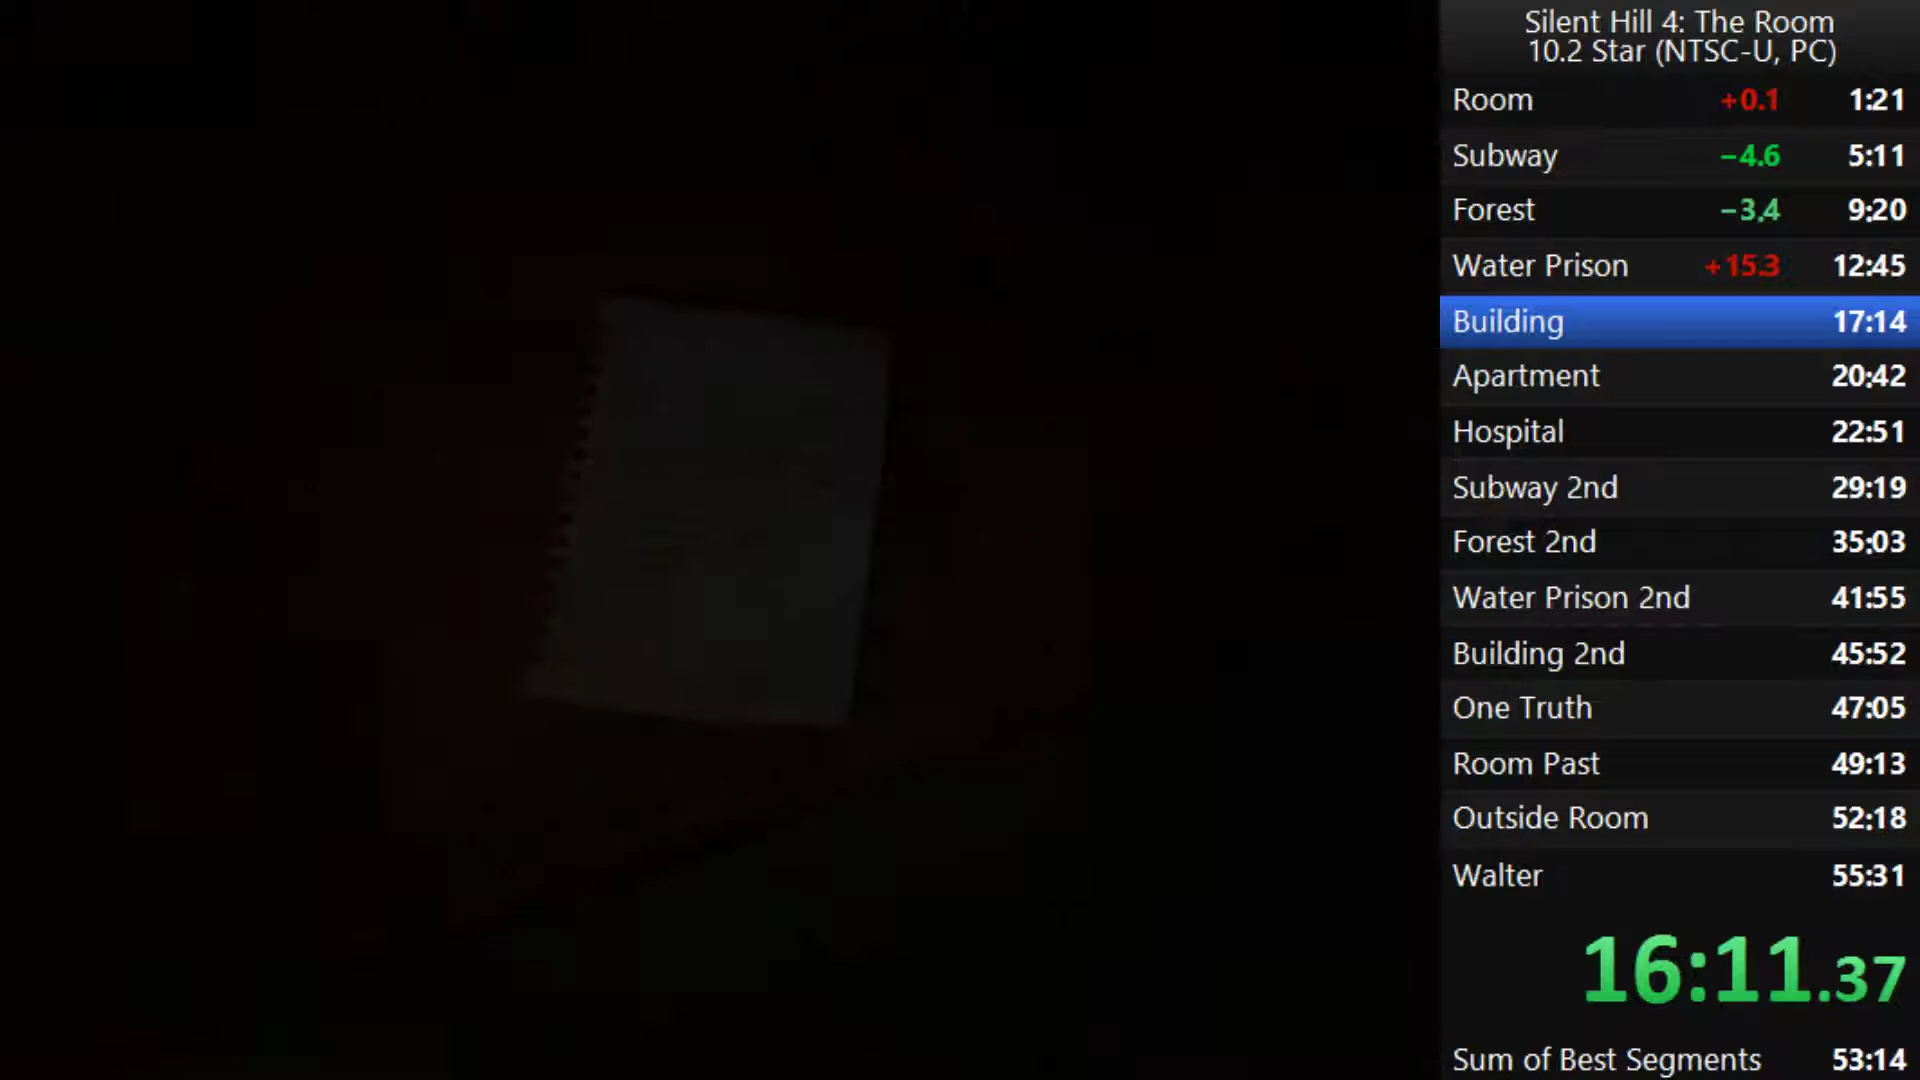 Silent Hill 4: The Room
10.2 Star (NTSC-U, PC)
Room +0.1 1:21
Subway -4.6 5:11
Forest -3.4 9:20
Water Prison +15.3 12:45
Building 17:14
Apartment 20:42
Hospital 22:51
Subway 2nd 29:19
Forest 2nd 35:03
Water Prison 2nd 41:55
Building 2nd 45:52
One Truth 47:05
Room Past 49:13
Outside Room 52:18
Walter 55:31
16:11.37
Sum of Best Segments 53:14